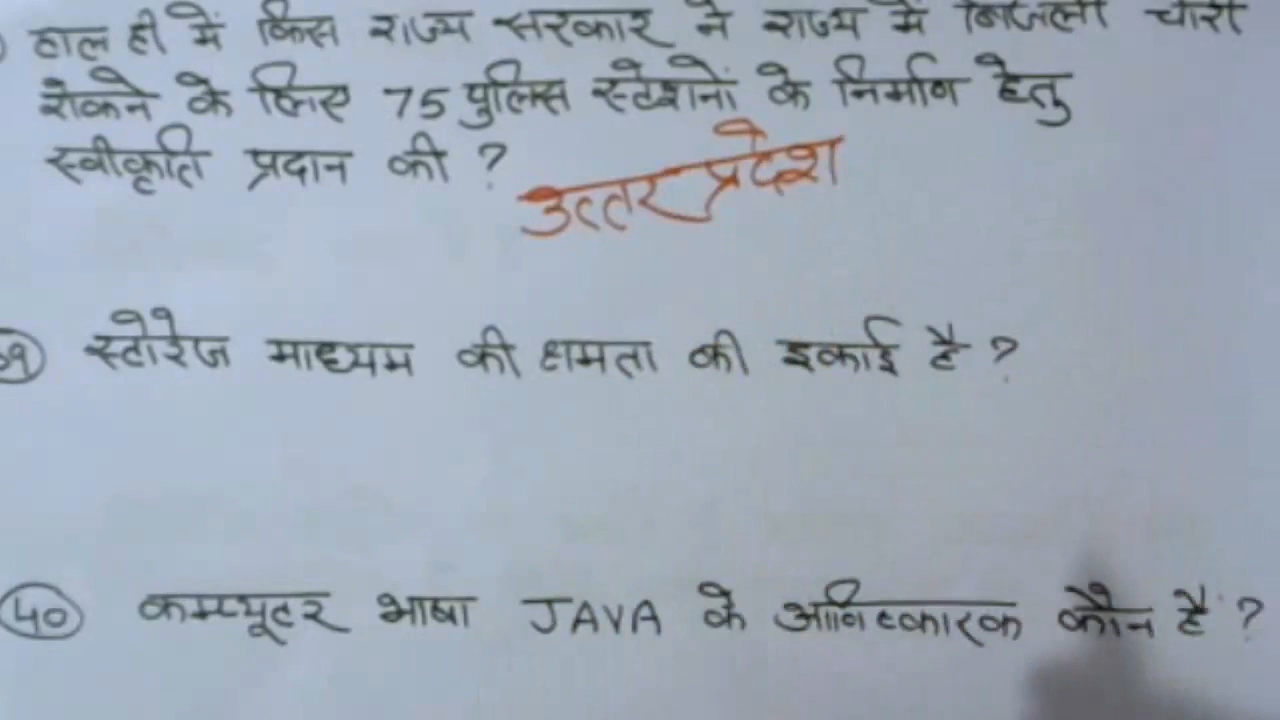 हाल ही में किस राज्य सरकार ने राज्य में बिजली चोरी
रोकने के लिए 75 पुलिस स्टेशनों के निर्माण हेतु
स्वीकृति प्रदान की ?
उत्तर प्रदेश
स्टोरेज माध्यम की क्षमता की इकाई है ?
40 कम्प्यूटर भाषा JAVA के आविष्कारक कौन है ?